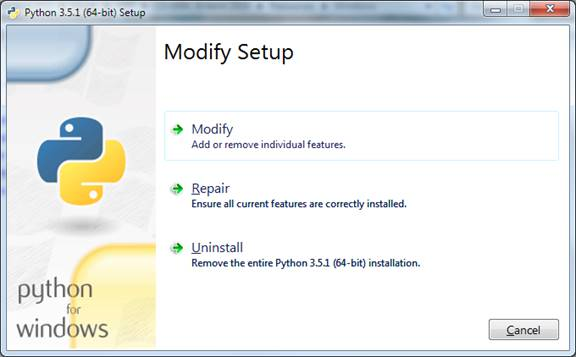 Python 3.5.1 (64-bit) Setup
Modify Setup
Modify
Add or remove individual features.
Repair
Ensure all current features are correctly installed.
Uninstall
Remove the entire Python 3.5.1 (64-bit) installation.
python
for
windows
Cancel